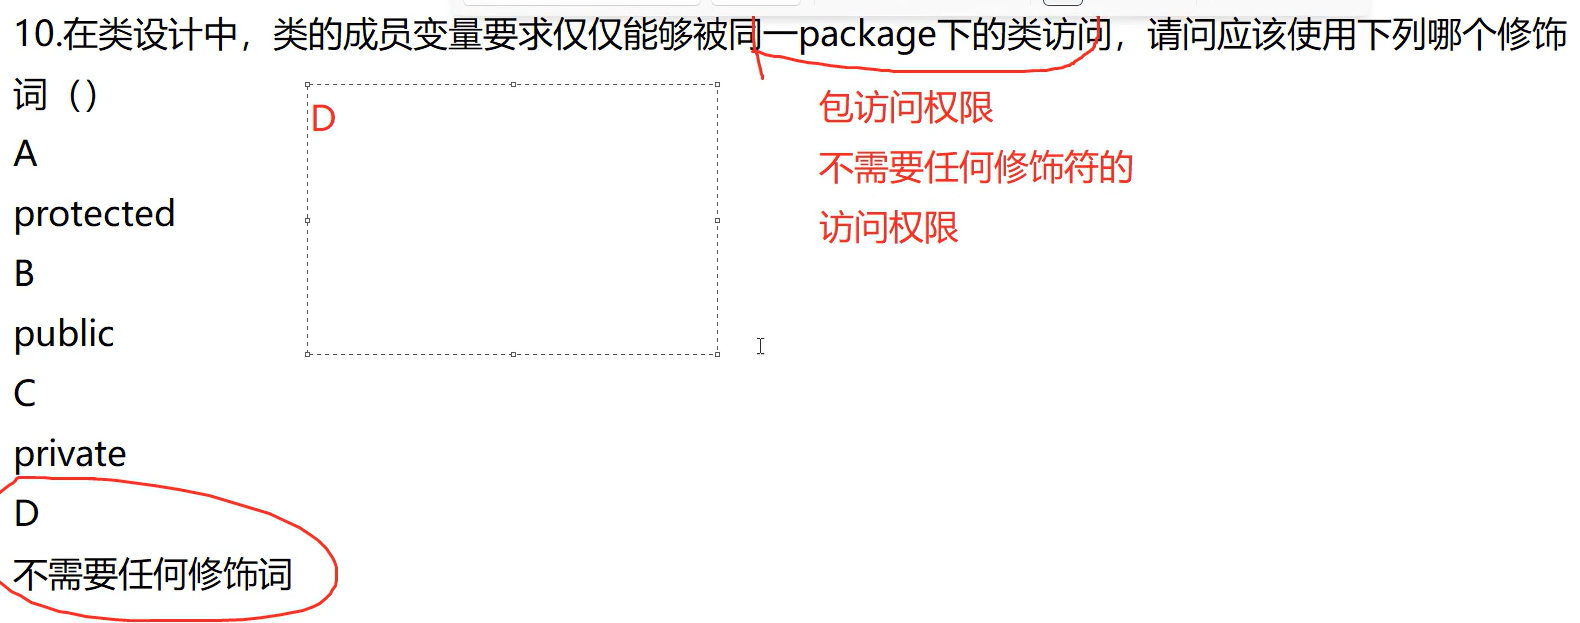 10.在类设计中，类的成员变量要求仅仅能够被同一package下的类访问，请问应该使用下列哪个修饰
词（）
D
包访问权限
不需要任何修饰符的
访问权限
A
protected
B
public
C
private
D
不需要任何修饰词